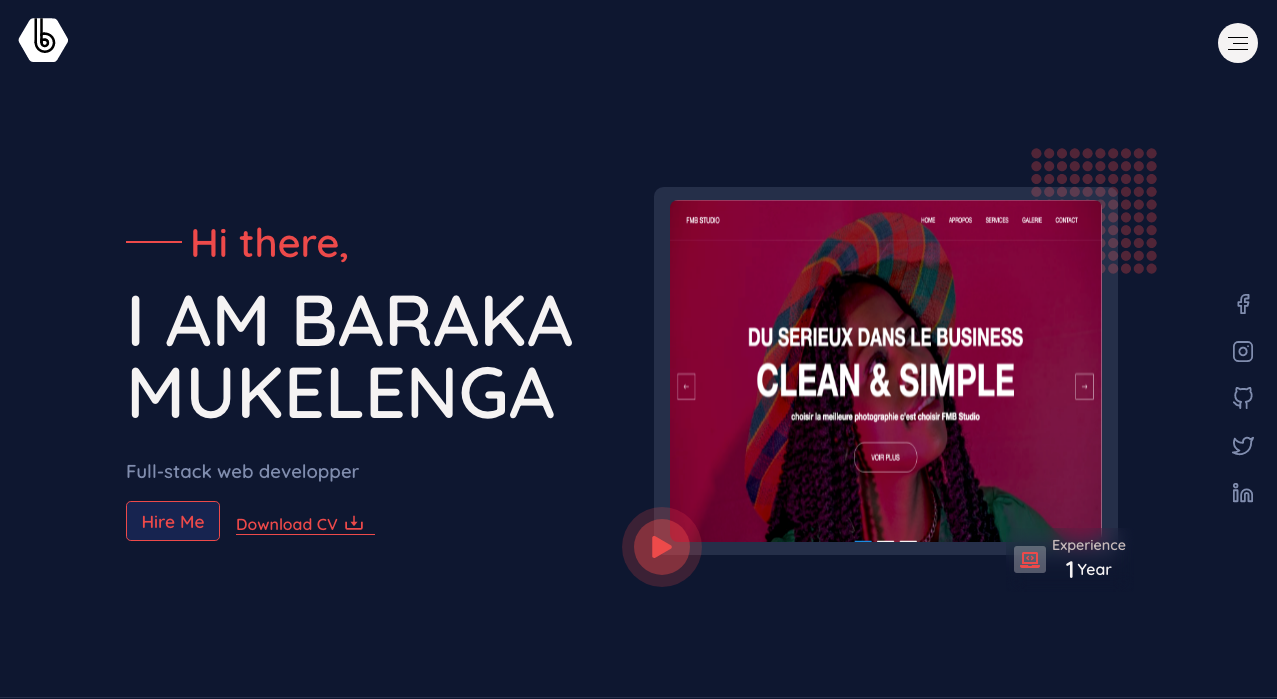 b
Hi there,
I AM BARAKA
MUKELENGA
Full-stack web developper
Hire Me
Download CV
FMB STUDIO
HOME APROPOS SERVICES GALERIE CONTACT
DU SERIEUX DANS LE BUSINESS
CLEAN & SIMPLE
choisir la meilleure photographie c'est choisir FMB Studio
VOIR PLUS
Experience
1 Year